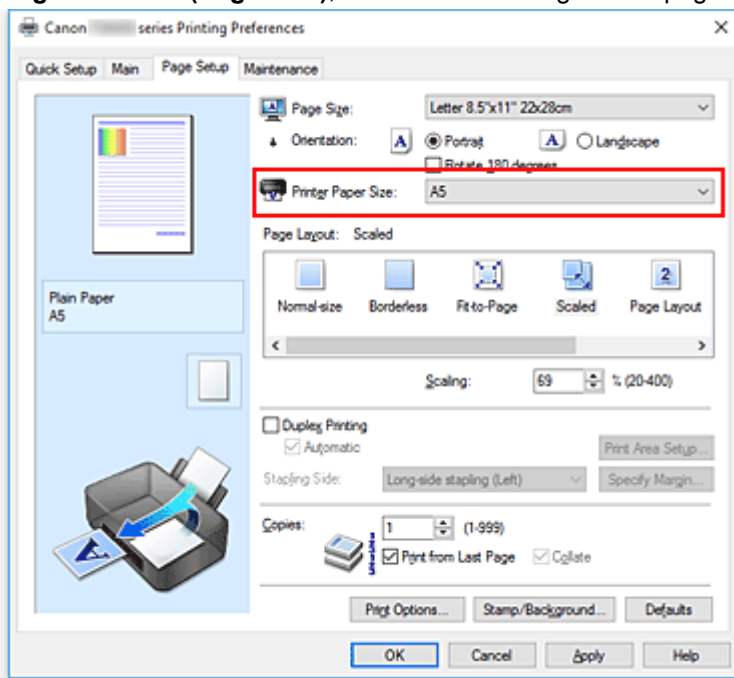 Canon series Printing Preferences
Quick Setup Main Page Setup Maintenance
Page Size: Letter 8.5"x11" 22x28cm
Orientation: A Portrait A Landscape
Rotate 180 degrees
Printer Paper Size: A5
Page Layout: Scaled
Normal-size Borderless Fit-to-Page Scaled Page Layout
Plain Paper
A5
Scaling: 69 % (20-400)
Duplex Printing
Automatic
Print Area Setup...
Stapling Side: Long-side stapling (Left) Specify Margin...
Copies: 1 (1-999)
Print from Last Page Collate
Print Options... Stamp/Background... Defaults
OK Cancel Apply Help